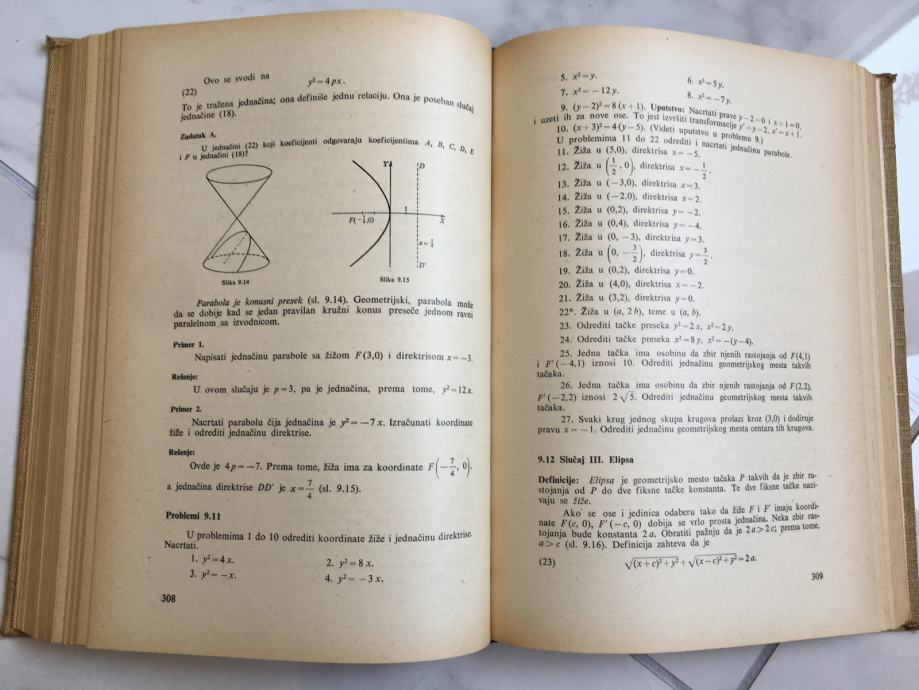 Ovo se svodi na
(22) y²=4px.
To je tražena jednačina; ona definiše jednu relaciju. Ona je poseban slučaj
jednačine (18).
Zadatak A.
U jednačini (22) koji koeficijenti odgovaraju koeficijentima A, B, C, D, E
i F u jednačini (18)?
Y D
F(−¼,0) 1 X
x=¾
D'
Slika 9.14 Slika 9.15
Parabola je konusni presek (sl. 9.14). Geometrijski, parabola može
da se dobije kad se jedan pravilan kružni konus preseče jednom ravni
paralelnom sa izvodnicom.
Primer 1.
Napisati jednačinu parabole sa žižom F(3,0) i direktrisom x=−3.
Rešenje:
U ovom slučaju je p=3, pa je jednačina, prema tome, y²=12x.
Primer 2.
Nacrtati parabolu čija jednačina je y²=−7x. Izračunati koordinate
žiže i odrediti jednačinu direktrise.
Rešenje:
Ovde je 4p=−7. Prema tome, žiža ima za koordinate F(−7/4, 0),
a jednačina direktrise DD' je x=7/4 (sl. 9.15).
Problemi 9.11
U problemima 1 do 10 odrediti koordinate žiže i jednačinu direktrise.
Nacrtati.
1. y²=4x. 2. y²=8x.
3. y²=−x. 4. y²=−3x.
308
5. x²=y. 6. x²=5y.
7. x²=−12y. 8. x²=−7y.
9. (y−2)²=8(x+1). Uputstvo: Nacrtati prave y−2=0 i x+1=0,
i uzeti ih za nove ose. To jest izvršiti transformacije y'=y−2, x'=x+1.
10. (x+3)²=4(y−5). (Videti uputstvo u problemu 9.)
U problemima 11 do 22 odrediti i nacrtati jednačinu parabole.
11. Žiža u (5,0), direktrisa x=−5.
12. Žiža u (1/2, 0), direktrisa x=−1/2.
13. Žiža u (−3,0), direktrisa x=3.
14. Žiža u (−2,0), direktrisa x=2.
15. Žiža u (0,2), direktrisa y=−2.
16. Žiža u (0,4), direktrisa y=−4.
17. Žiža u (0, −3), direktrisa y=3.
18. Žiža u (0, −3/2), direktrisa y=3/2.
19. Žiža u (0,2), direktrisa y=0.
20. Žiža u (4,0), direktrisa x=−2.
21. Žiža u (3,2), direktrisa y=0.
22*. Žiža u (a, 2b), teme u (a, b).
23. Odrediti tačke preseka y²=2x, x²=2y.
24. Odrediti tačke preseka x²=8y, x²=−(y−4).
25. Jedna tačka ima osobinu da zbir njenih rastojanja od F(4,1)
i F'(−4,1) iznosi 10. Odrediti jednačinu geometrijskog mesta takvih
tačaka.
26. Jedna tačka ima osobinu da zbir njenih rastojanja od F(2,2),
F'(−2,2) iznosi 2√5. Odrediti jednačinu geometrijskog mesta takvih
tačaka.
27. Svaki krug jednog skupa krugova prolazi kroz (3,0) i dodiruje
pravu x=−1. Odrediti jednačinu geometrijskog mesta centara tih krugova.
9.12 Slučaj III. Elipsa
Definicije: Elipsa je geometrijsko mesto tačaka P takvih da je zbir ra-
stojanja od P do dve fiksne tačke konstanta. Te dve fiksne tačke nazi-
vaju se žiže.
Ako se ose i jedinica odaberu tako da žiže F i F' imaju koordi-
nate F(c, 0), F'(−c, 0) dobija se vrlo prosta jednačina. Neka zbir ras-
tojanja bude konstanta 2a. Obratiti pažnju da je 2a>2c; prema tome,
a>c (sl. 9.16). Definicija zahteva da je
(23) √(x+c)²+y²+√(x−c)²+y²=2a.
309